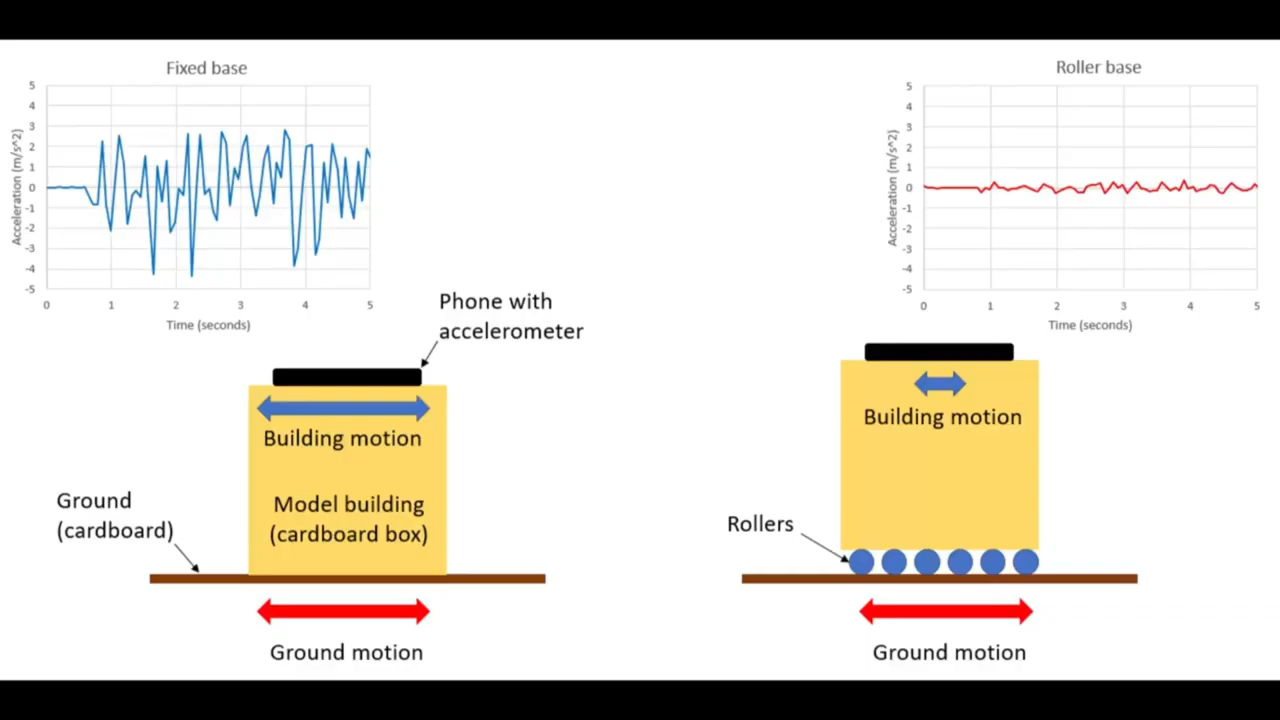 Fixed base
5
4
3
2
1
0
-1
-2
-3
-4
-5
Acceleration (m/s^2)
0 1 2 3 4 5
Time (seconds)
Roller base
5
4
3
2
1
0
-1
-2
-3
-4
-5
Acceleration (m/s^2)
0 1 2 3 4 5
Time (seconds)
Phone with
accelerometer
Building motion
Model building
(cardboard box)
Ground
(cardboard)
Ground motion
Building motion
Rollers
Ground motion